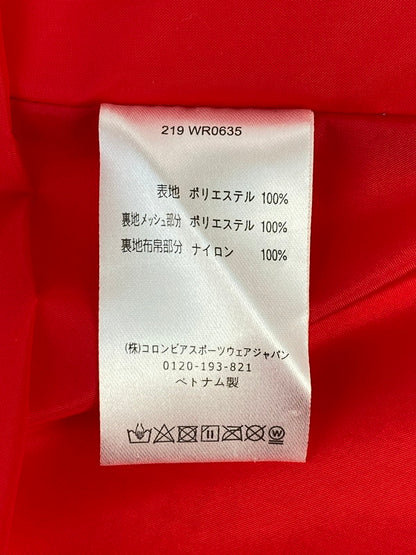 219 WR0635
表地 ポリエステル 100%
裏地メッシュ部分 ポリエステル 100%
裏地布帛部分 ナイロン 100%
(株)コロンビアスポーツウェアジャパン
0120-193-821
ベトナム製